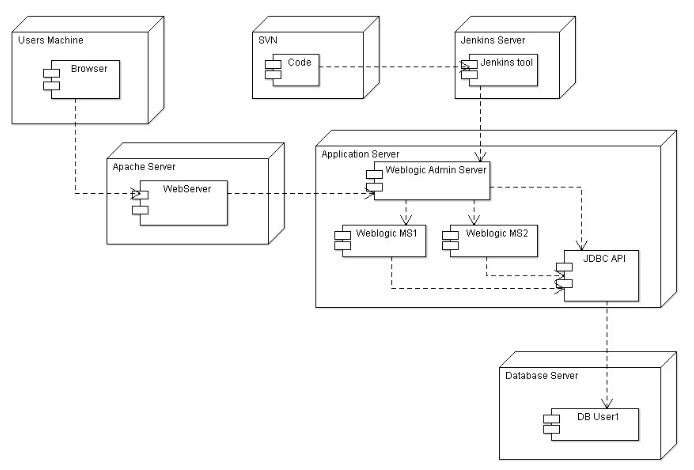 Users Machine
Browser
SVN
Code
Jenkins Server
Jenkins tool
Apache Server
WebServer
Application Server
Weblogic Admin Server
Weblogic MS1
Weblogic MS2
JDBC API
Database Server
DB User1